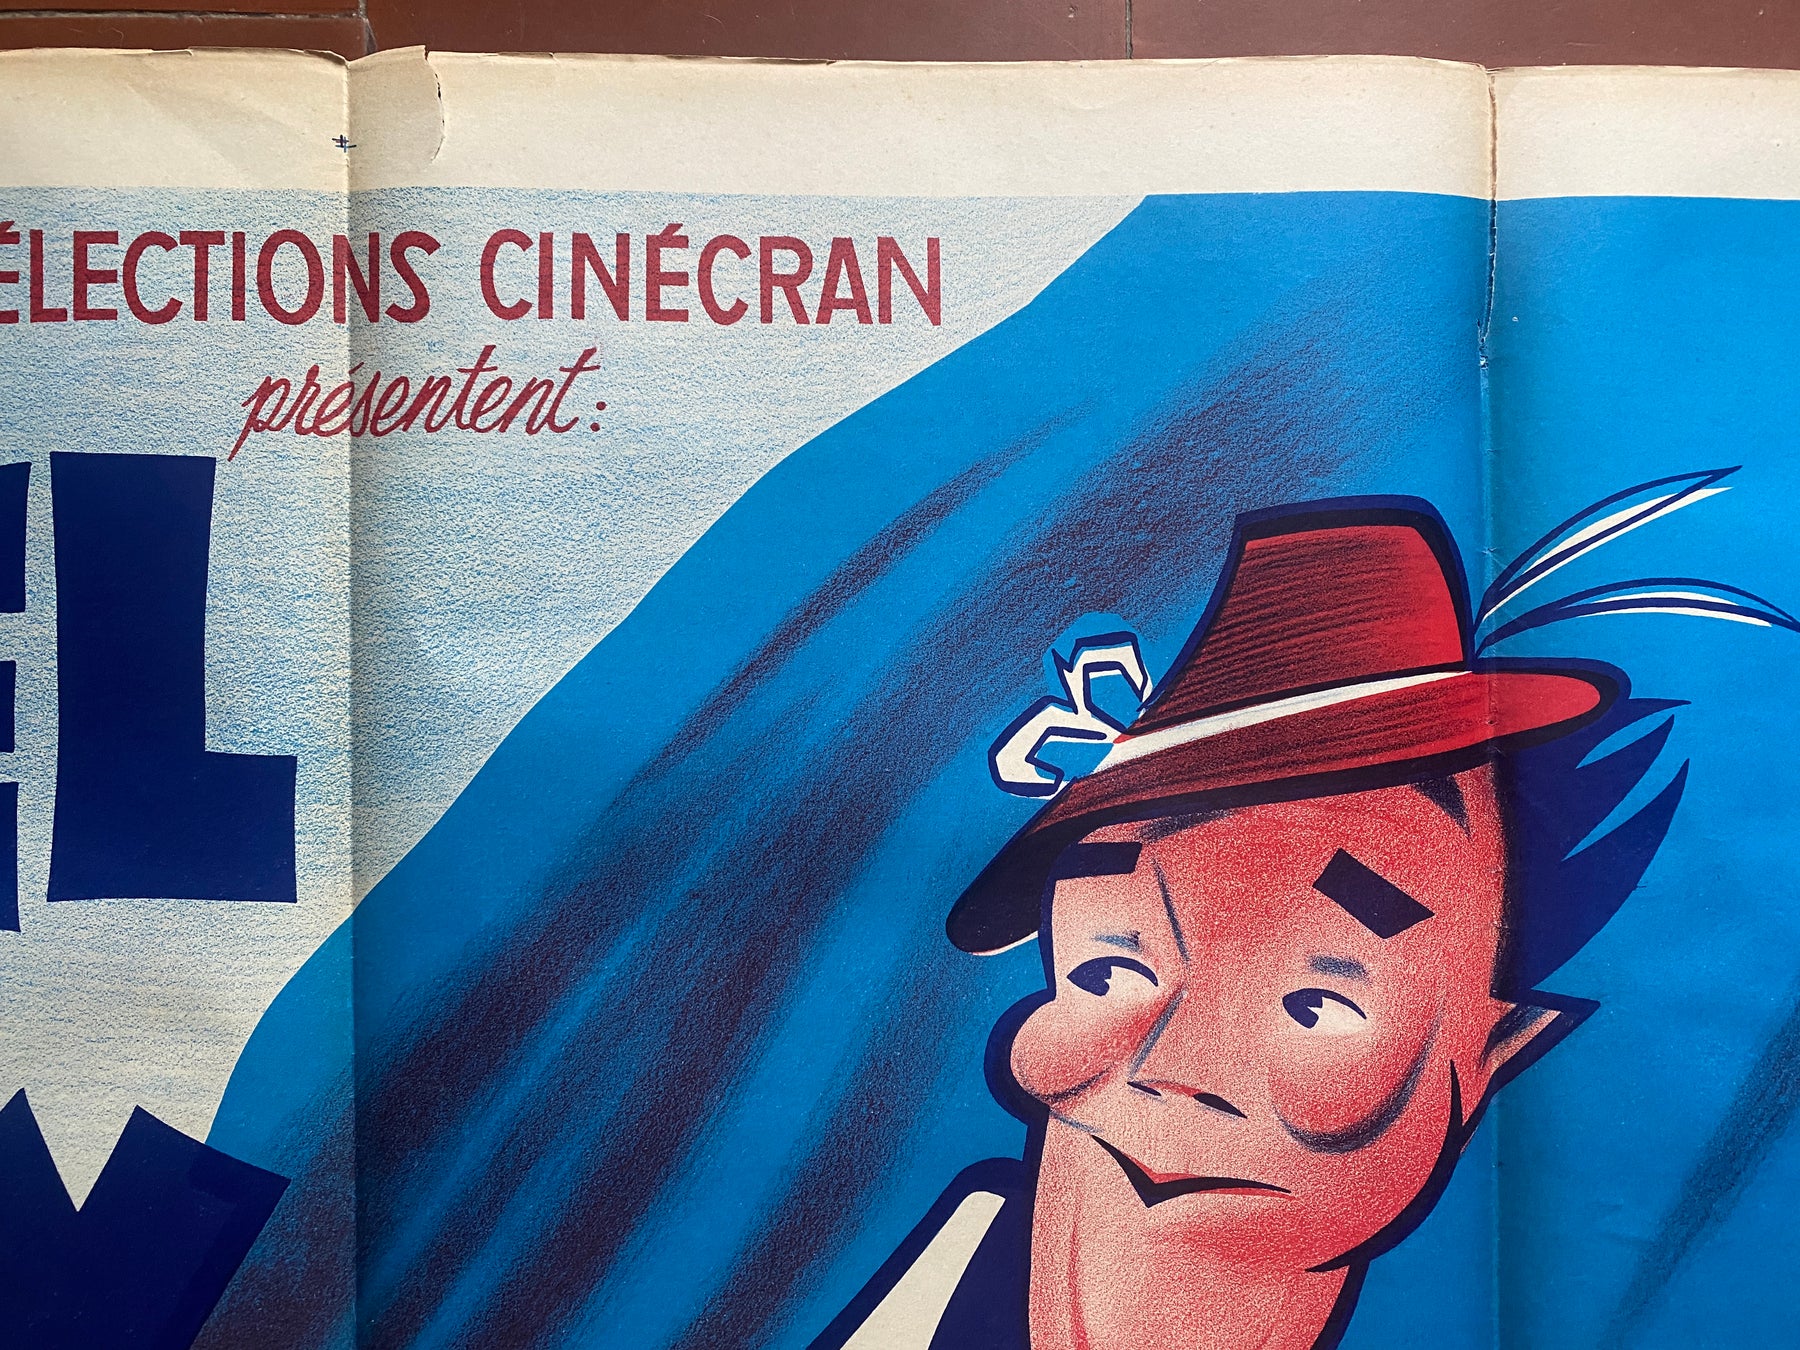 ÉLECTIONS CINÉCRAN
présentent:
EL